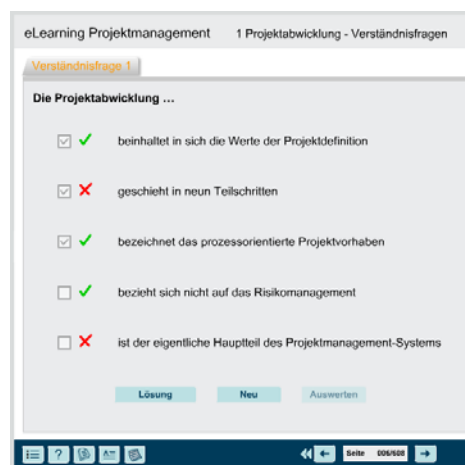 eLearning Projektmanagement 1 Projektabwicklung - Verständnisfragen
Verständnisfrage 1
Die Projektabwicklung ...
beinhaltet in sich die Werte der Projektdefinition
geschieht in neun Teilschritten
bezeichnet das prozessorientierte Projektvorhaben
bezieht sich nicht auf das Risikomanagement
ist der eigentliche Hauptteil des Projektmanagement-Systems
Lösung Neu Auswerten
? Seite 006/608